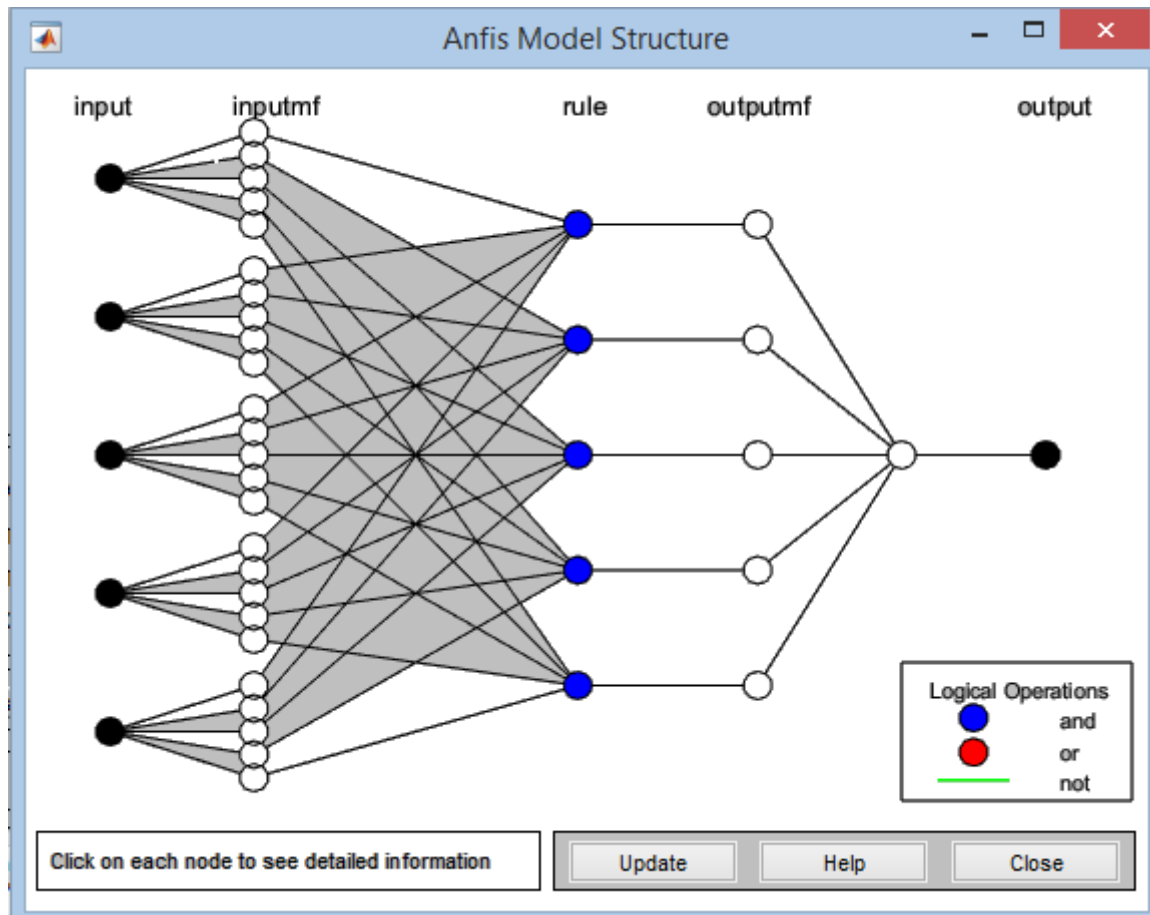 Anfis Model Structure
input inputmf rule outputmf output
Logical Operations
and
or
not
Click on each node to see detailed information
Update Help Close